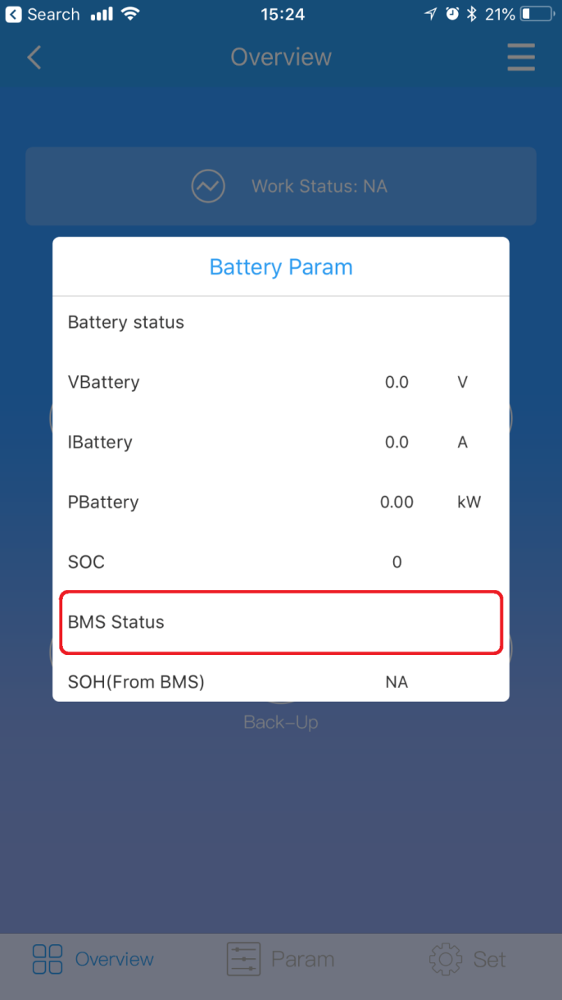 Search 15:24 21%
Overview
Work Status: NA
Battery Param
Battery status
VBattery 0.0 V
IBattery 0.0 A
PBattery 0.00 kW
SOC 0
BMS Status
SOH(From BMS) NA
Back-Up
Overview Param Set